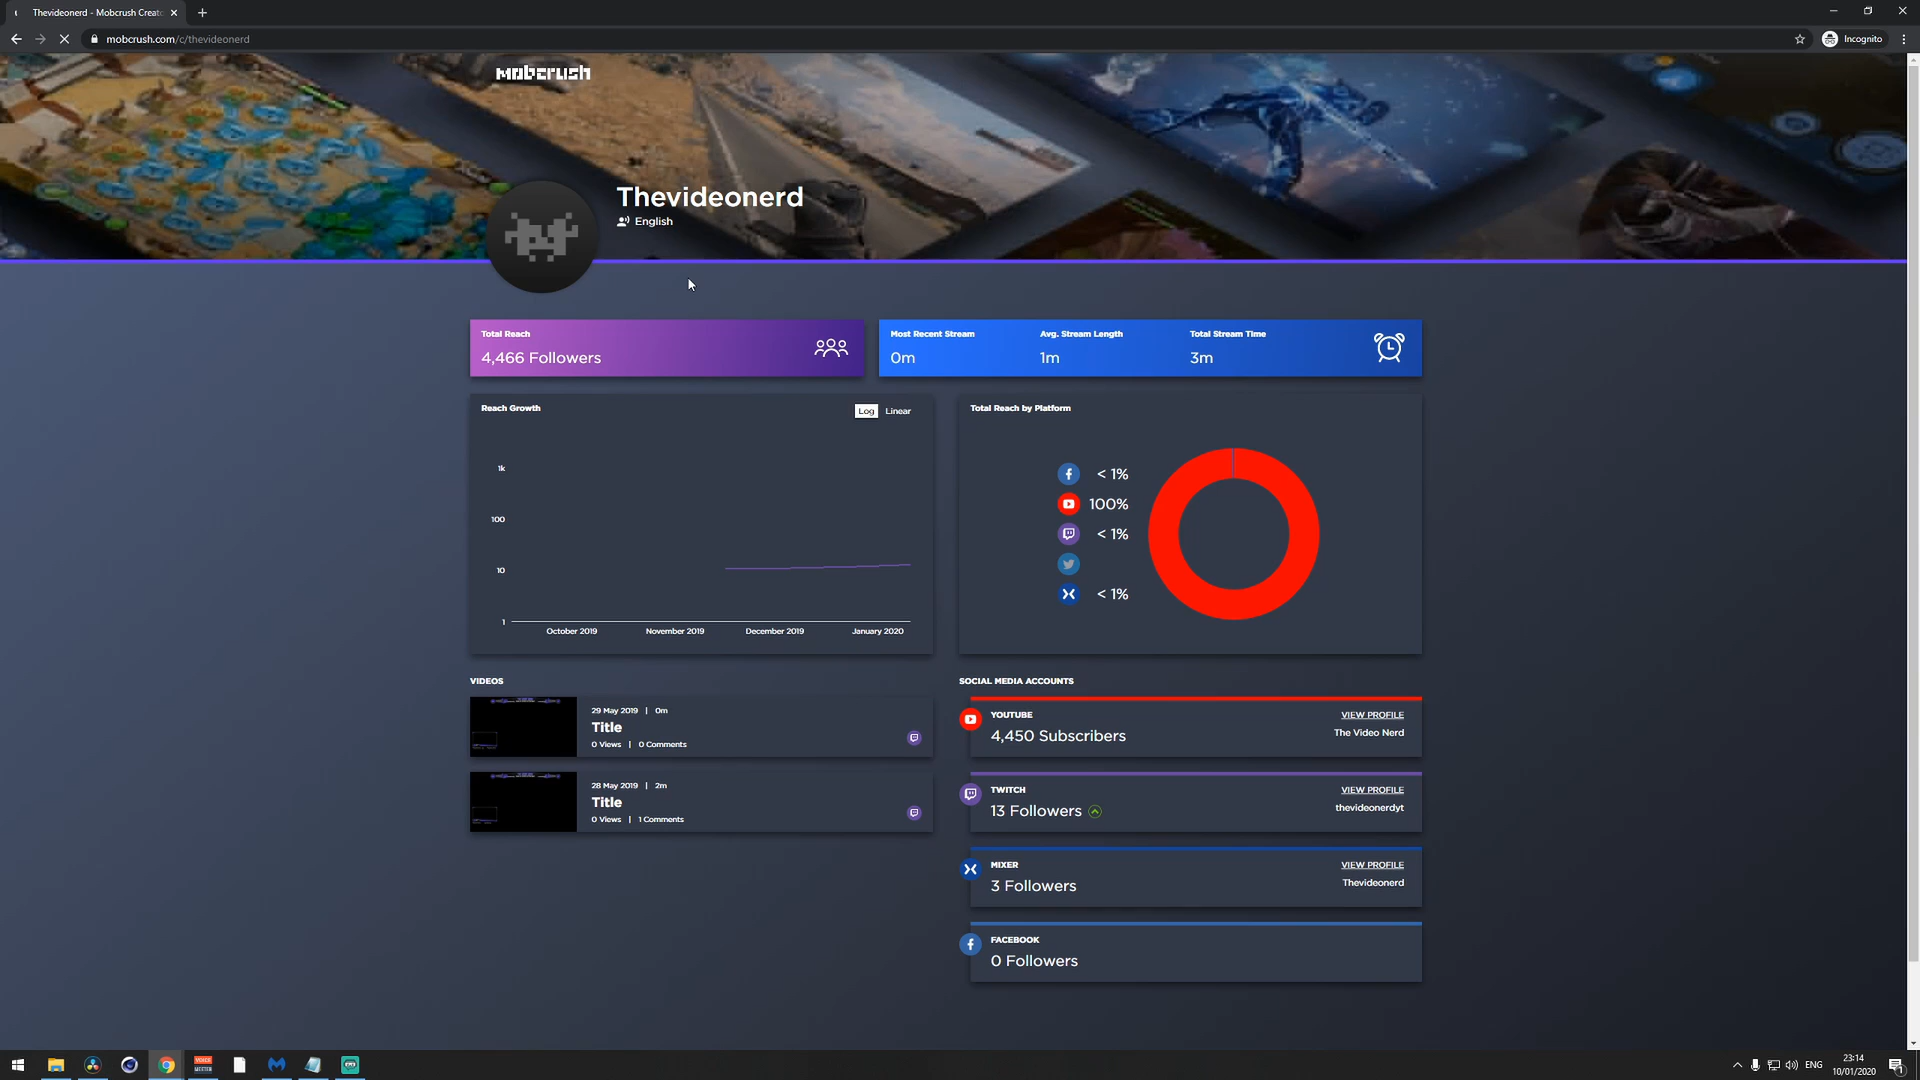 Thevideonerd - Mobcrush Creato
mobcrush.com/c/thevideonerd
Incognito
mobcrush
Thevideonerd
English
Total Reach
4,466 Followers
Most Recent Stream
0m
Avg. Stream Length
1m
Total Stream Time
3m
Reach Growth
Log
Linear
1k
100
10
1
October 2019
November 2019
December 2019
January 2020
Total Reach by Platform
< 1%
100%
< 1%
< 1%
VIDEOS
29 May 2019 | 0m
Title
0 Views | 0 Comments
28 May 2019 | 2m
Title
0 Views | 1 Comments
SOCIAL MEDIA ACCOUNTS
YOUTUBE
4,450 Subscribers
VIEW PROFILE
The Video Nerd
TWITCH
13 Followers
VIEW PROFILE
thevideonerdyt
MIXER
3 Followers
VIEW PROFILE
Thevideonerd
FACEBOOK
0 Followers
VOICE
MEETER
ENG
23:14
10/01/2020